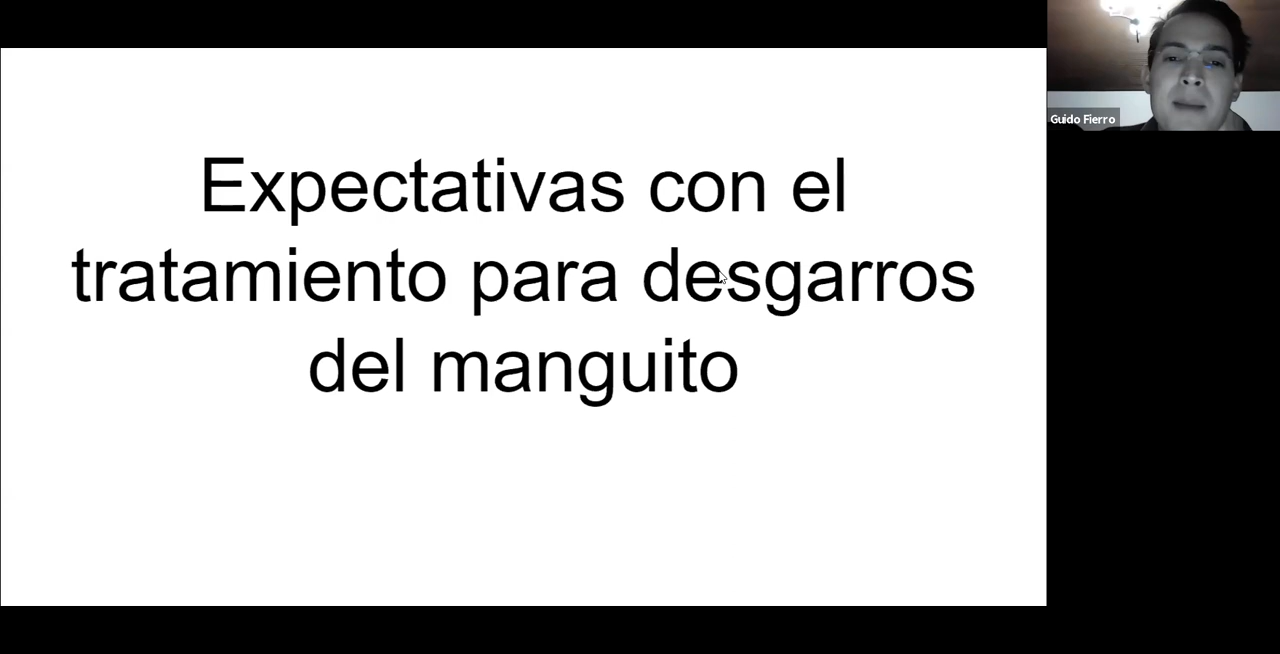 Expectativas con el
tratamiento para desgarros
del manguito
Guido Fierro